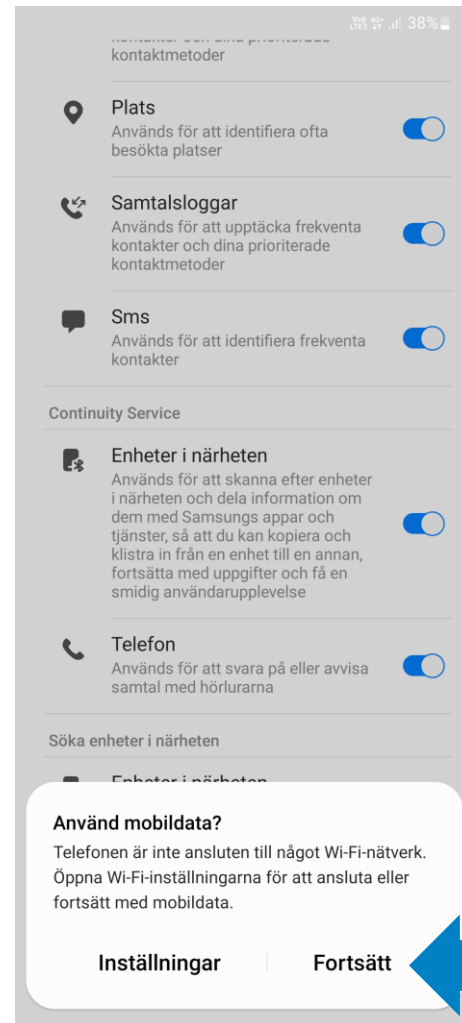 Vo) 4G+ 38%
LTE2
kontaktmetoder
Plats
Används för att identifiera ofta
besökta platser
Samtalsloggar
Används för att upptäcka frekventa
kontakter och dina prioriterade
kontaktmetoder
Sms
Används för att identifiera frekventa
kontakter
Continuity Service
Enheter i närheten
Används för att skanna efter enheter
i närheten och dela information om
dem med Samsungs appar och
tjänster, så att du kan kopiera och
klistra in från en enhet till en annan,
fortsätta med uppgifter och få en
smidig användarupplevelse
Telefon
Används för att svara på eller avvisa
samtal med hörlurarna
Söka enheter i närheten
Enheter i närheten
Använd mobildata?
Telefonen är inte ansluten till något Wi-Fi-nätverk.
Öppna Wi-Fi-inställningarna för att ansluta eller
fortsätt med mobildata.
Inställningar Fortsätt